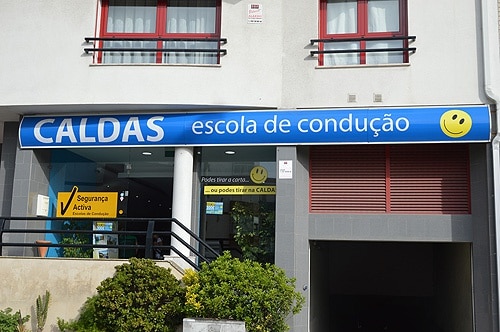 CALDAS escola de condução
Podes tirar a carta...
... ou podes tirar na CALDAS
Segurança
Activa
Escolas de Condução